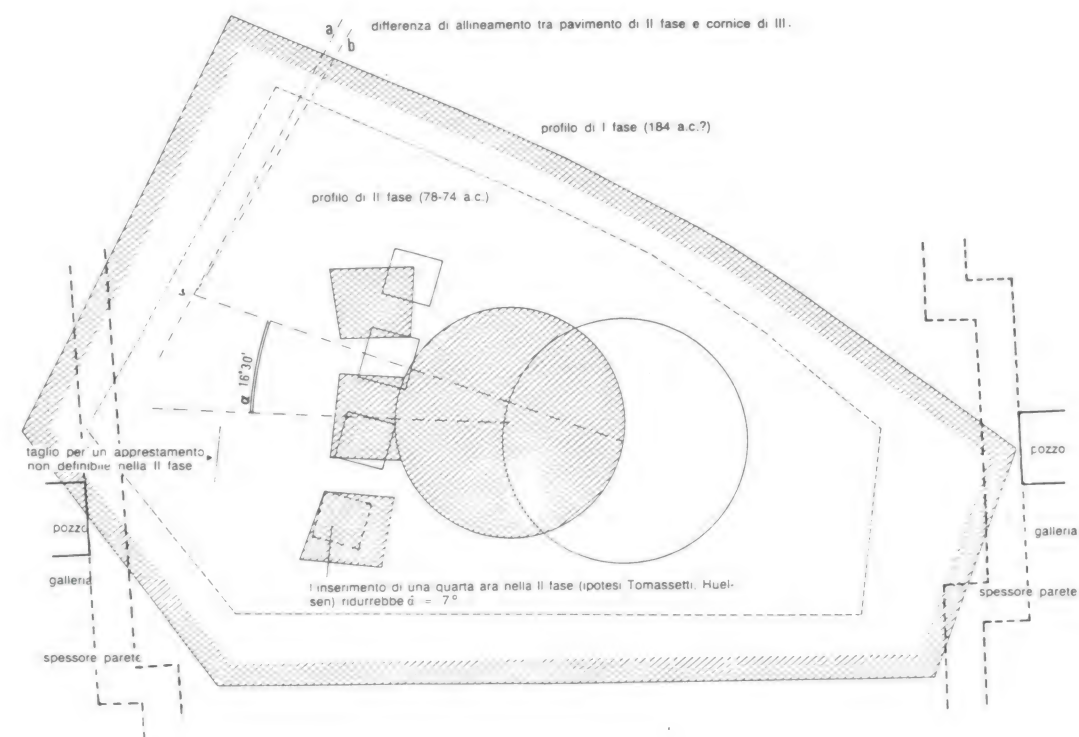 a
b
differenza di allineamento tra pavimento di II fase e cornice di III.
profilo di I fase (184 a.c.?)
profilo di II fase (78-74 a.c.)
α 16°30'
taglio per un apprestamento
non definibile nella II fase
pozzo
galleria
spessore parete
pozzo
galleria
spessore parete
l'inserimento di una quarta ara nella II fase (ipotesi Tomassetti, Huel-
sen) ridurrebbe α = 7°